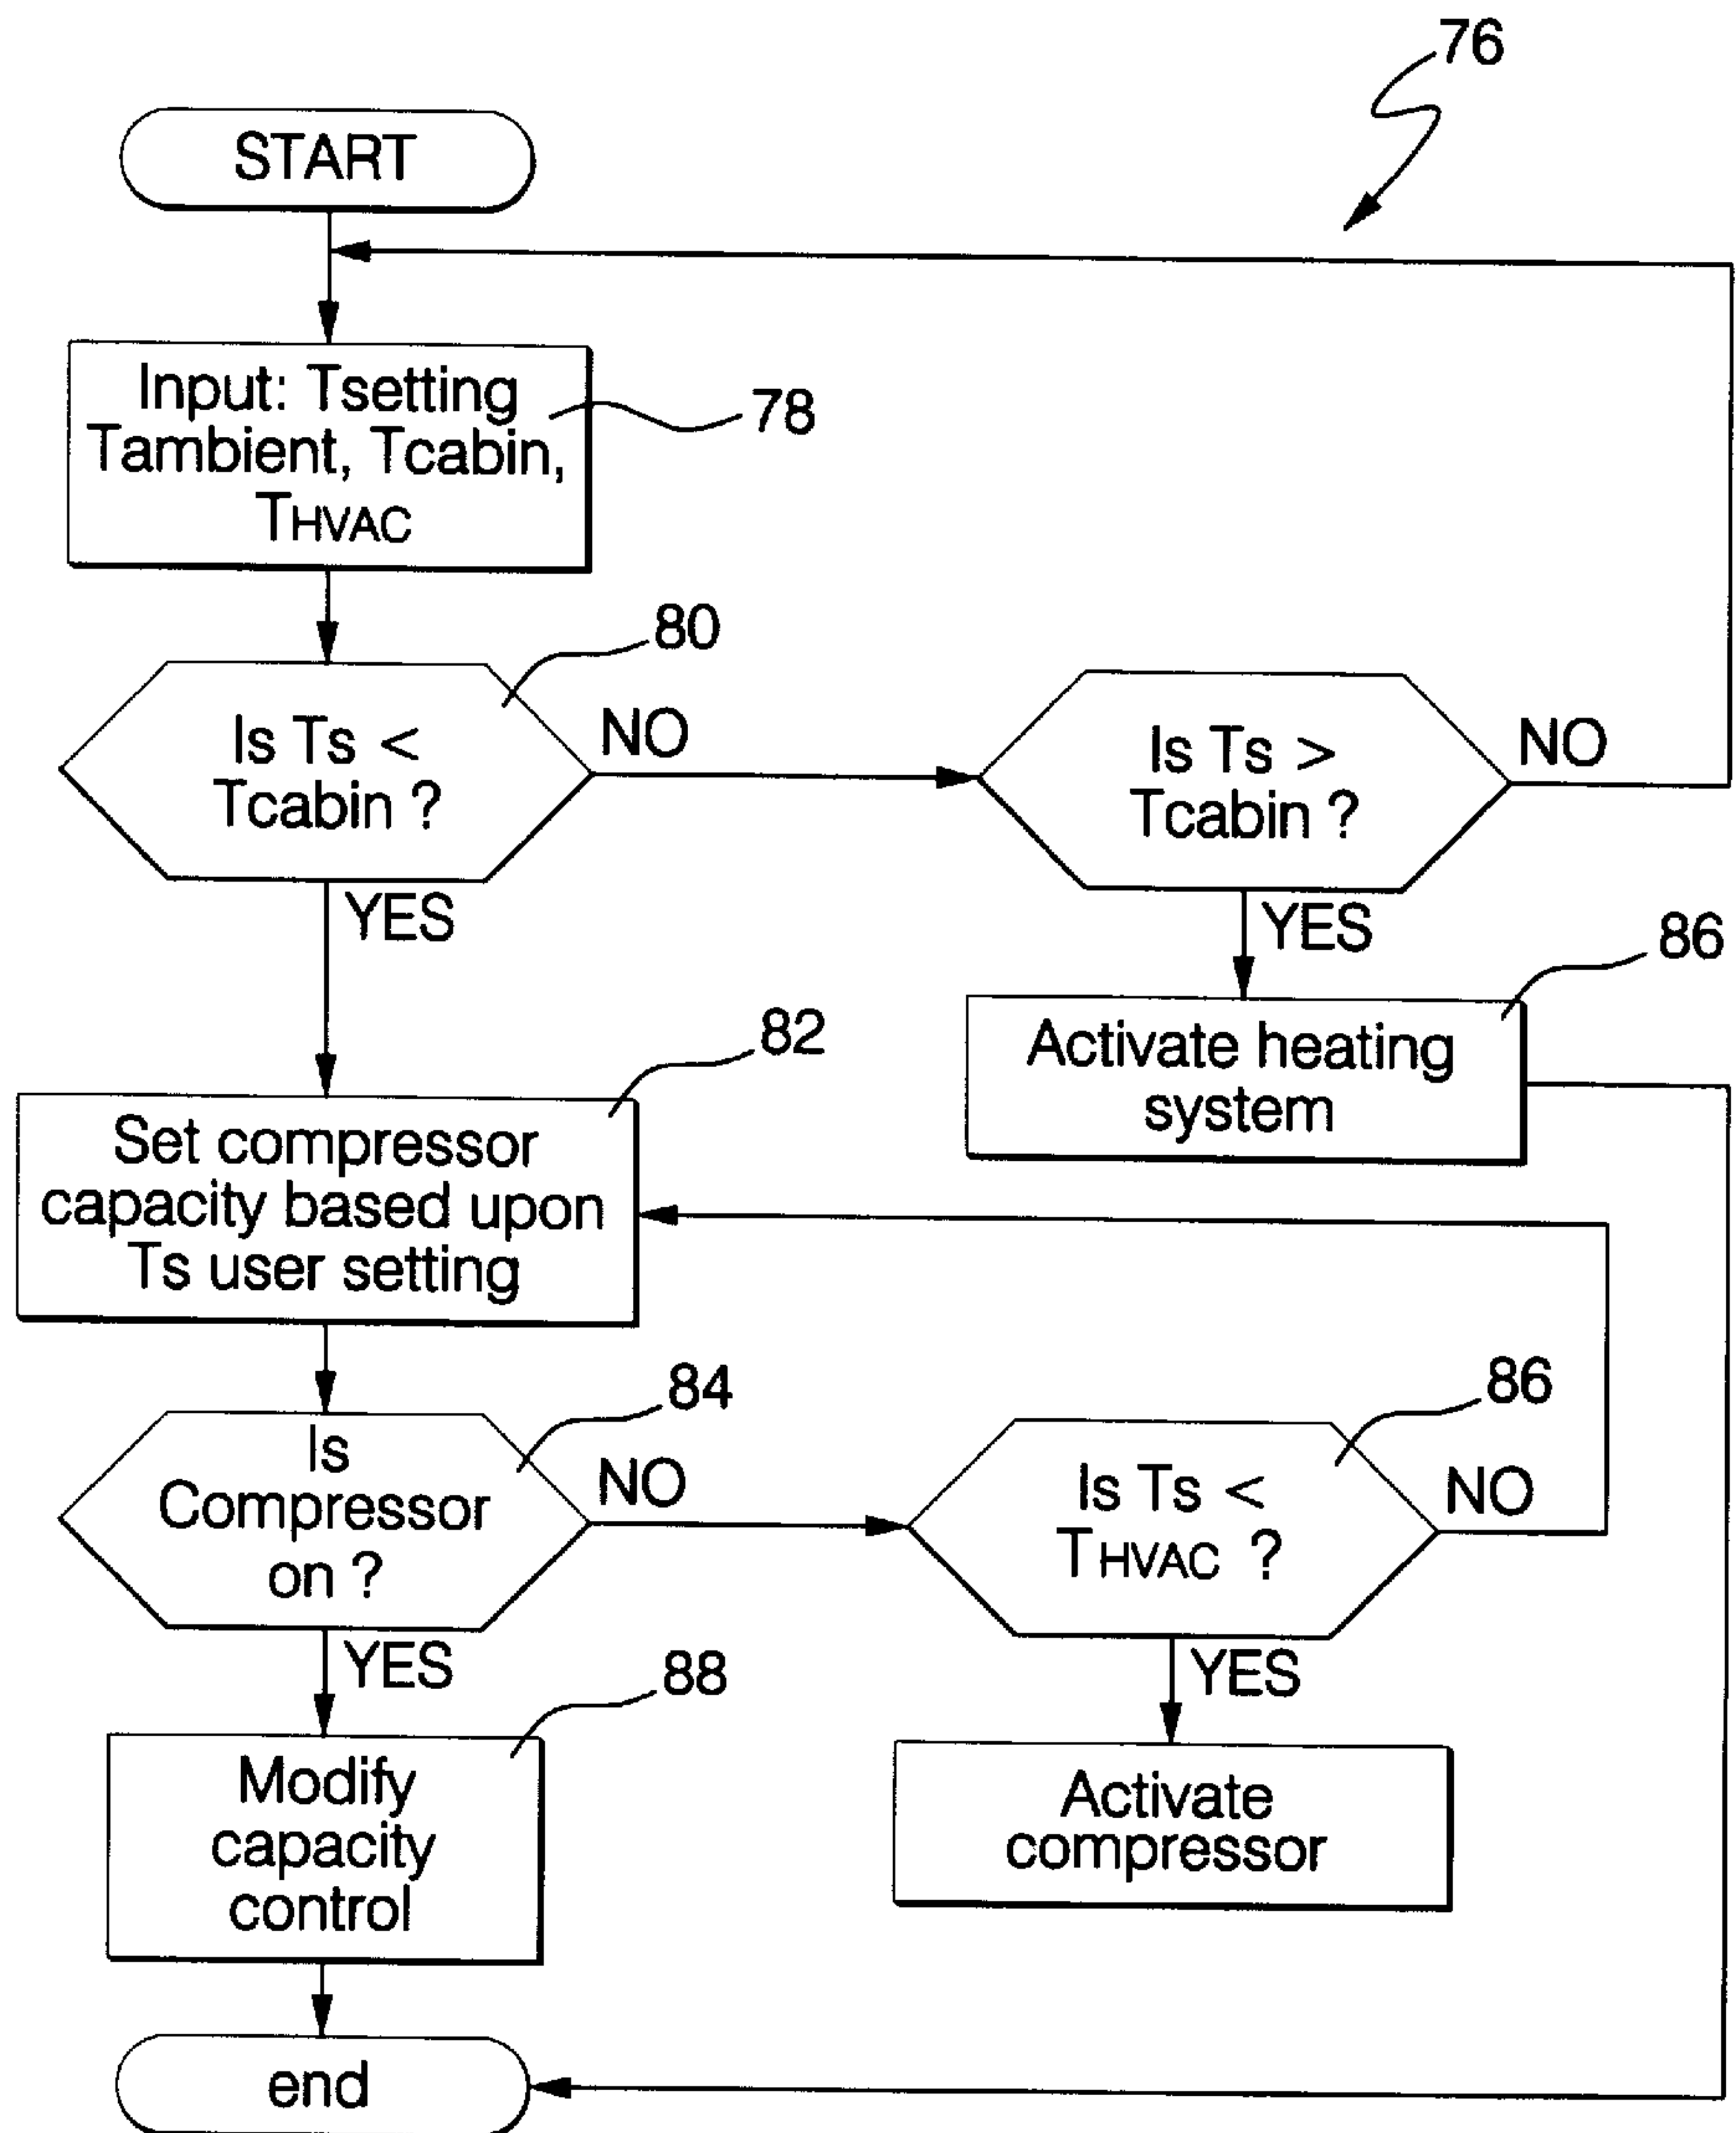 76
START
Input: Tsetting
Tambient, Tcabin,
THVAC
78
80
Is Ts <
Tcabin ?
NO
Is Ts >
Tcabin ?
NO
YES
YES
86
Activate heating
system
82
Set compressor
capacity based upon
Ts user setting
84
Is
Compressor
on ?
NO
86
Is Ts <
THVAC ?
NO
YES
YES
88
Modify
capacity
control
Activate
compressor
end